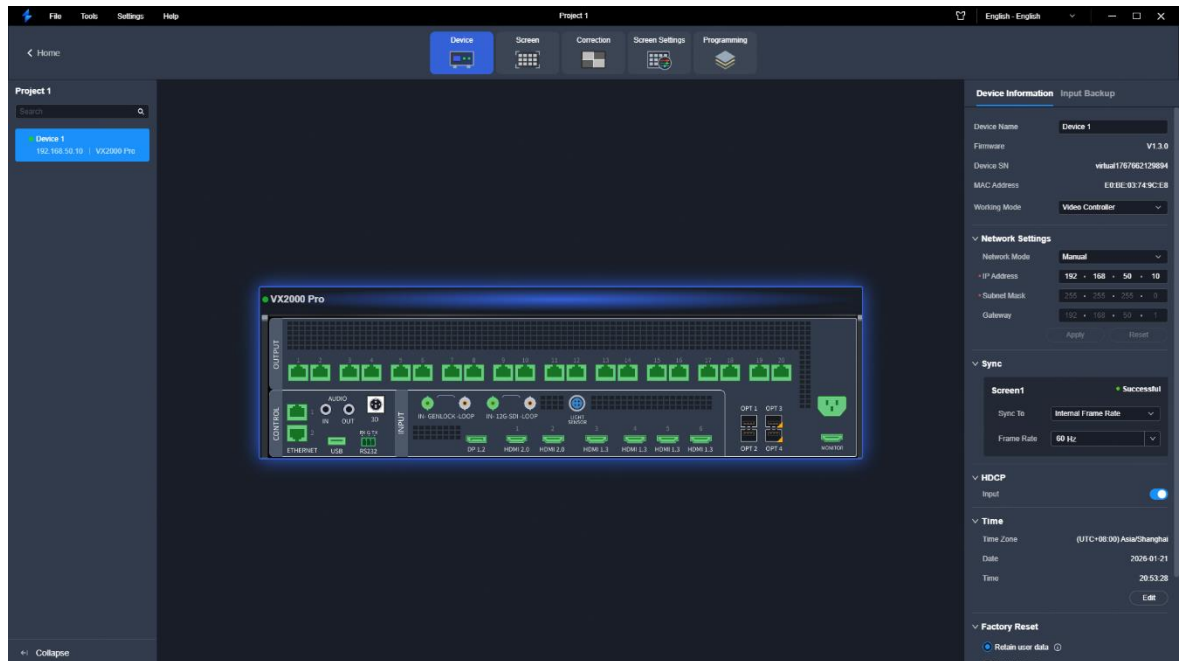 File Tools Settings Help Project 1 English - English
Home
Device Screen Correction Screen Settings Programming
Project 1
Search
Device 1
192.168.50.10 | VX2000 Pro
Collapse
VX2000 Pro
OUTPUT
1 2 3 4 5 6 7 8 9 10 11 12 13 14 15 16 17 18 19 20
CONTROL
AUDIO
IN OUT 3D
1
2
ETHERNET USB RS232
INPUT
IN- GENLOCK -LOOP IN- 12G-SDI -LOOP LIGHT SENSOR
1 2 3 4 5 6
DP 1.2 HDMI 2.0 HDMI 2.0 HDMI 1.3 HDMI 1.3 HDMI 1.3 HDMI 1.3
OPT 1 OPT 3
OPT 2 OPT 4
MONITOR
Device Information Input Backup
Device Name Device 1
Firmware V1.3.0
Device SN virtual1767662129894
MAC Address E0:BE:03:74:9C:E8
Working Mode Video Controller
Network Settings
Network Mode Manual
*IP Address 192 • 168 • 50 • 10
*Subnet Mask 255 • 255 • 255 • 0
Gateway 192 • 168 • 50 • 1
Apply Reset
Sync
Screen1 Successful
Sync To Internal Frame Rate
Frame Rate 60 Hz
HDCP
Input
Time
Time Zone (UTC+08:00) Asia/Shanghai
Date 2026-01-21
Time 20:53:28
Edit
Factory Reset
Retain user data